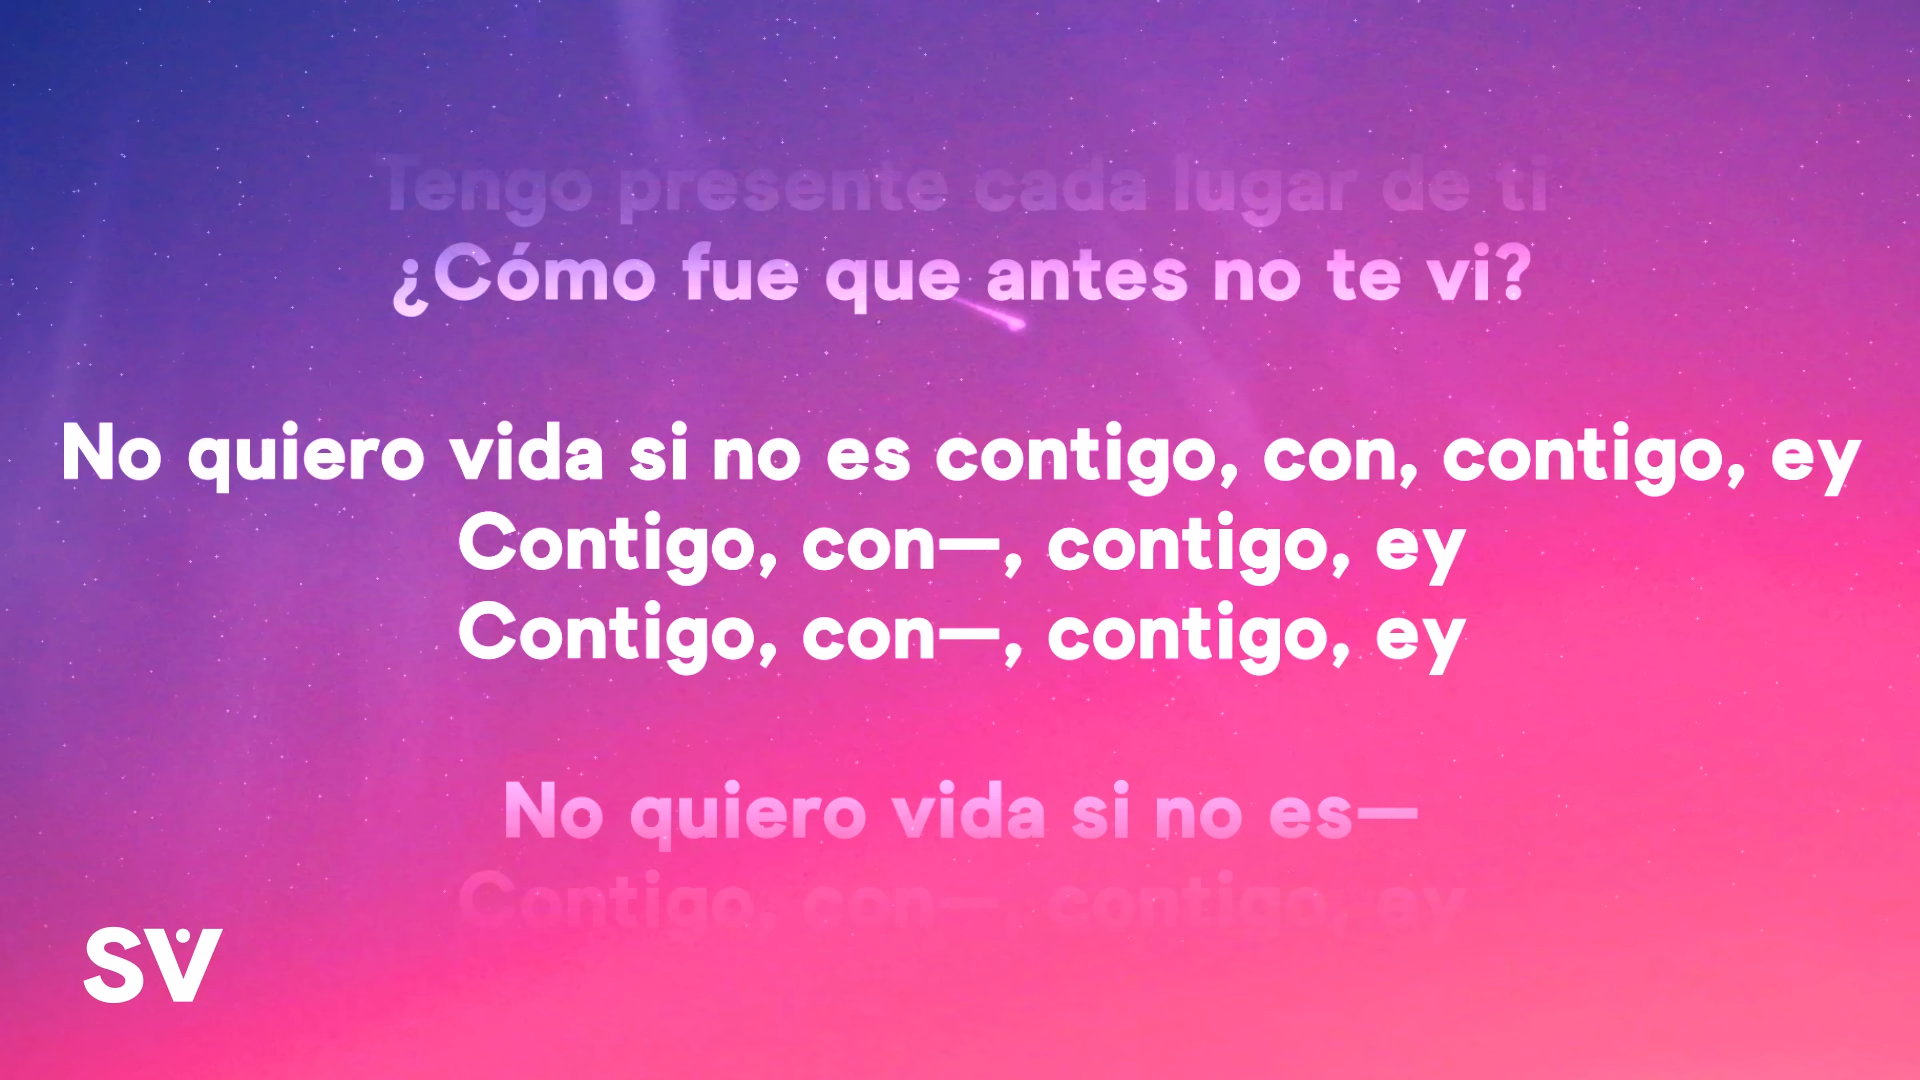 Tengo presente cada lugar de ti
¿Cómo fue que antes no te vi?
No quiero vida si no es contigo, con, contigo, ey
Contigo, con—, contigo, ey
Contigo, con—, contigo, ey
No quiero vida si no es—
Contigo, con—, contigo, ey
SV